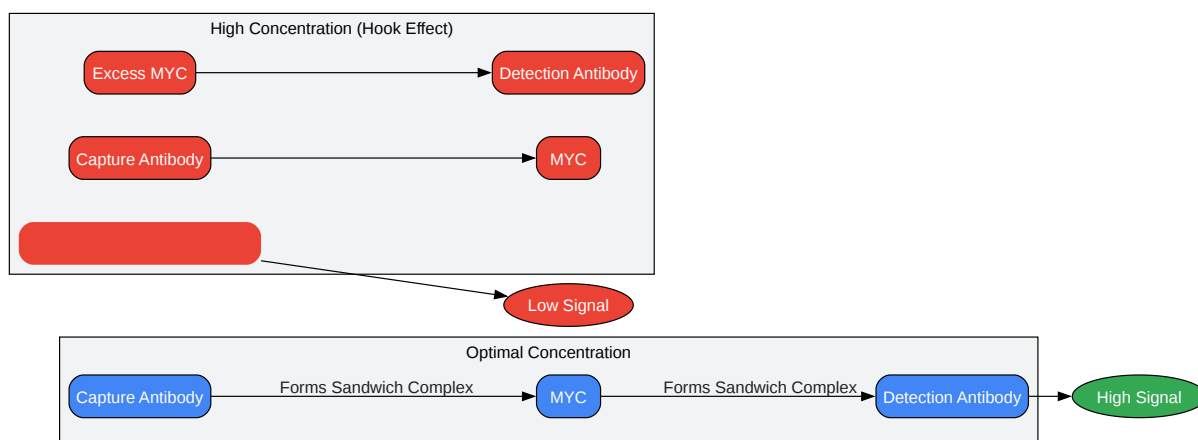 High Concentration (Hook Effect)
Excess MYC
Detection Antibody
Capture Antibody
MYC
Low Signal
Optimal Concentration
Capture Antibody
Forms Sandwich Complex
MYC
Forms Sandwich Complex
Detection Antibody
High Signal